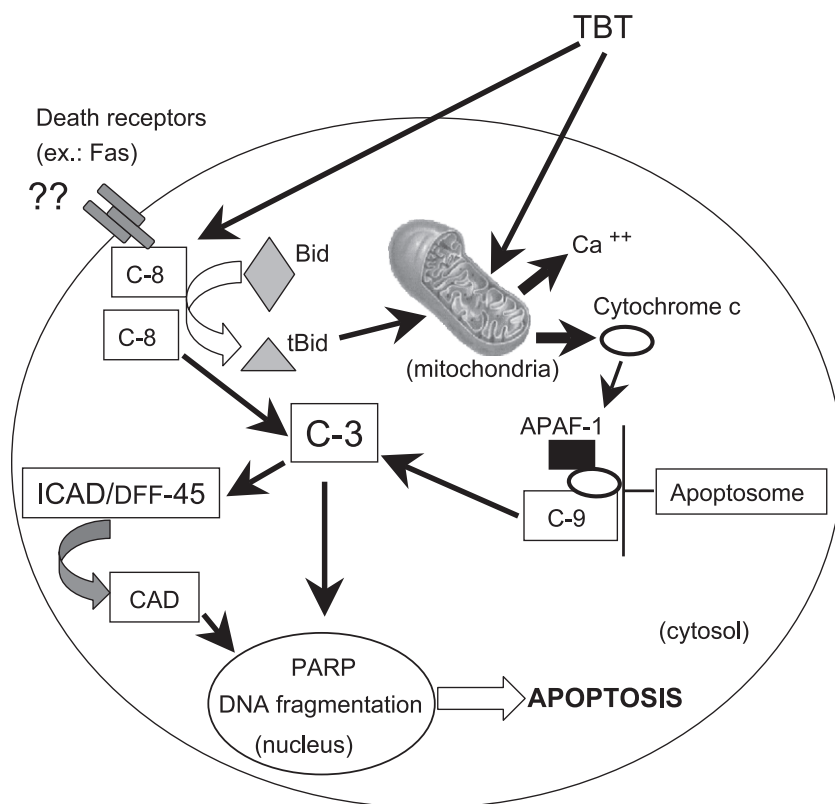 TBT
Death receptors
(ex.: Fas)
??
C-8
Bid
Ca ++
Cytochrome c
C-8
tBid
(mitochondria)
C-3
APAF-1
ICAD/DFF-45
C-9
Apoptosome
CAD
(cytosol)
PARP
DNA fragmentation
(nucleus)
APOPTOSIS